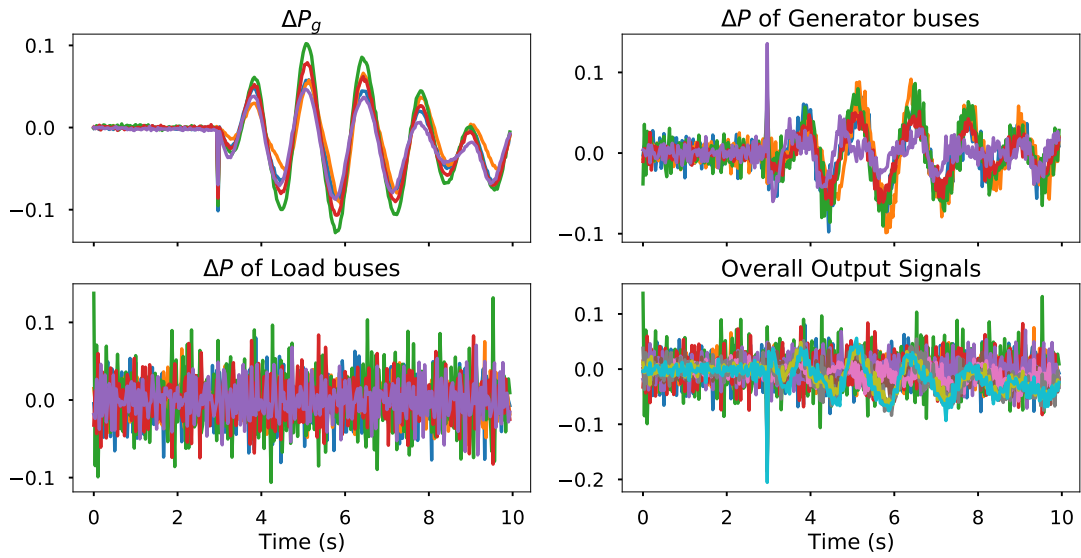 ΔP_g
ΔP of Generator buses
0.1
0.0
−0.1
0.1
0.0
−0.1
ΔP of Load buses
Overall Output Signals
0.1
0.0
−0.1
0.1
0.0
−0.1
−0.2
0 2 4 6 8 10
0 2 4 6 8 10
Time (s)
Time (s)